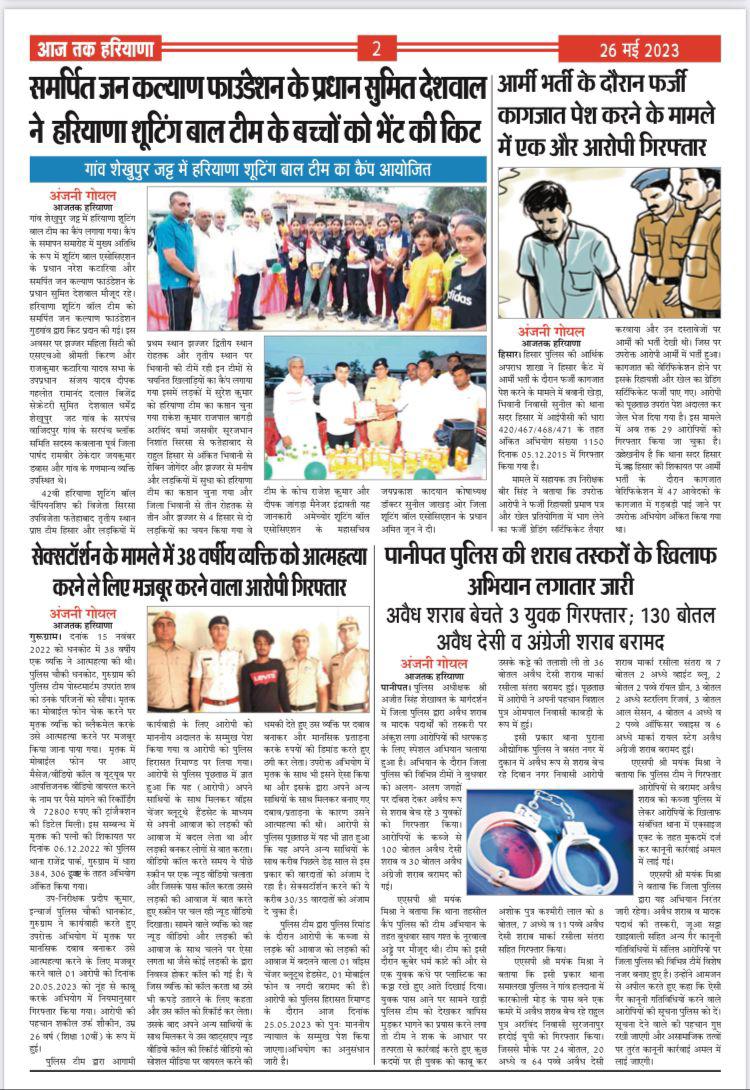 आज तक हरियाणा
2
26 मई 2023
समर्पित जन कल्याण फाउंडेशन के प्रधान सुमित देशवाल
ने हरियाणा शूटिंग बाल टीम के बच्चों को भेंट की किट
गांव शेखुपुर जट्ट में हरियाणा शूटिंग बाल टीम का कैंप आयोजित
अंजनी गोयल
आजतक हरियाणा
गांव शेखुपुर जट्ट में हरियाणा शूटिंग
बाल टीम का कैंप लगाया गया। कैंप
के समापन समारोह में मुख्य अतिथि
के रूप में शूटिंग बाल एसोसिएशन
के प्रधान नरेश कटारिया और
समर्पित जन कल्याण फाउंडेशन के
प्रधान सुमित देशवाल मौजूद रहे।
हरियाणा शूटिंग बॉल टीम को
समर्पित जन कल्याण फाउंडेशन
गुडगांव द्वारा किट प्रदान की गई। इस
अवसर पर झज्जर महिला सिटी की
एसएचओ श्रीमती किरण और
राजकुमार कटारिया यादव सभा के
उपप्रधान संजय यादव दीपक
गहलोत रामानंद दलाल बिजेंद्र
सेक्रेटरी सुमित देशवाल धर्मेंद्र
शेखुपुर जट गांव के सरपंच
वाजिदपुर गांव के सरपंच ब्लॉक
समिति सदस्य कबलाना पूर्व जिला
पार्षद रामवीर ठेकेदार जयकुमार
डवास और गांव के गणमान्य व्यक्ति
उपस्थित थे।
42वी हरियाणा शूटिंग बॉल
चैंपियनशिप की विजेता सिरसा
उपविजेता फतेहाबाद तृतीय स्थान
प्राप्त टीम हिसार और लड़कियों में
प्रथम स्थान झज्जर द्वितीय स्थान
रोहतक और तृतीय स्थान पर
भिवानी की टीमें रही इन टीमों से
चयनित खिलाड़ियों का कैंप लगाया
गया इसमें लड़कों में सुरेश कुमार
को हरियाणा टीम का कप्तान चुना
गया राकेश कुमार राजपाल बागड़ी
अरविंद वर्मा जसवीर सुरजभान
निशांत सिरसा से फतेहाबाद से
राहुल हिसार से अंकित भिवानी से
रोबिन जोगेंदर और झज्जर से मनीष
और लड़कियों में सुधा को हरियाणा
टीम का कप्तान चुना गया और
जिला भिवानी से तीन रोहतक से
तीन और झज्जर से 4 हिसार से दो
लड़कियों का चयन किया गया वे
टीम के कोच राजेश कुमार और
दीपक जांगड़ा मैनेजर इंद्रावती यह
जानकारी अमेच्योर शूटिंग बॉल
एसोसिएशन के महासचिव
जयप्रकाश कादयान कोषाध्यक्ष
डॉक्टर सुनील जाखड़ ओर जिला
शूटिंग बॉल एसोसिएशन के प्रधान
अमित जून ने दी।
आर्मी भर्ती के दौरान फर्जी
कागजात पेश करने के मामले
में एक और आरोपी गिरफ्तार
अंजनी गोयल
आजतक हरियाणा
हिसार। हिसार पुलिस की आर्थिक
अपराध शाखा ने हिसार कैंट में
आर्मी भर्ती के दौरान फर्जी कागजात
पेश करने के मामले में बवानी खेड़ा,
भिवानी निवासी सुनील को थाना
सदर हिसार में आईपीसी की धारा
420/467/468/471 के तहत
अंकित अभियोग संख्या 1150
दिनांक 05.12.2015 में गिरफ्तार
किया गया है।
मामले में सहायक उप निरीक्षक
बीर सिंह ने बताया कि उपरोक्त
आरोपी ने फर्जी रिहायशी प्रमाण पत्र
और खेल प्रतियोगिता में भाग लेने
का फर्जी ग्रेडिंग सर्टिफिकेट तैयार
करवाया और उन दस्तावेजों पर
आर्मी को भर्ती देखी थी। जिस पर
उपरोक्त आरोपी आर्मी में भर्ती हुआ।
कागजात की वेरिफिकेशन होने पर
इसके रिहायशी और खेल का ग्रेडिंग
सर्टिफिकेट फर्जी पाए गए। आरोपी
को पूछताछ उपरांत पेश अदालत कर
जेल भेज दिया गया है। इस मामले
में अब तक 29 आरोपियों को
गिरफ्तार किया जा चुका है।
उल्लेखनीय है कि थाना सदर हिसार
में हिसार की शिकायत पर आर्मी
भर्ती के दौरान कागजात
वेरिफिकेशन में 47 आवेदकों के
कागजात में गड़बड़ी पाई जाने पर
उपरोक्त अभियोग अंकित किया गया
था।
सेक्सटॉर्शन के मामले में 38 वर्षीय व्यक्ति को आत्महत्या
करने ले लिए मजबूर करने वाला आरोपी गिरफ्तार
अंजनी गोयल
आजतक हरियाणा
गुरूग्राम। दनांक 15 नवंबर
2022 को धनकोट में 38 वर्षीय
एक व्यक्ति ने आत्महत्या की थी।
पुलिस चौकी धनकोट, गुरुग्राम की
पुलिस टीम पोस्टमार्टम उपरांत शव
को उनके परिजनों को सौंपा। मृतक
का मोबाईल फोन चेक करने पर
मृतक व्यक्ति को ब्लैकमेल करके
उसे आत्महत्या करने पर मजबूर
किया जाना पाया गया। मृतक में
मोबाईल फोन पर आए
मैसेज/वीडियो कॉल व यूट्यूब पर
आपत्तिजनक वीडियो वायरल करने
के नाम पर पैसे मांगने की रिकॉर्डिंग
व 72800 रुपए की ट्रांजैक्शन
की डिटेल मिली। इस सम्बन्ध में
मृतक की पत्नी की शिकायत पर
दिनांक 06.12.2022 को पुलिस
थाना राजेंद्र पार्क, गुरुग्राम में धारा
384, 306 के तहत अभियोग
अंकित किया गया।
उप-निरीक्षक प्रदीप कुमार,
इन्चार्ज पुलिस चौकी धानकोट,
गुरुग्राम ने कार्यवाही करते हुए
उपरोक्त अभियोग में मृतक पर
मानसिक दबाव बनाकर उसे
आत्महत्या करने के लिए मजबूर
करने वाले 01 आरोपी को दिनांक
20.05.2023 को नूंह से काबू
करके अभियोग में नियमानुसार
गिरफ्तार किया गया। आरोपी की
पहचान शकील उर्फ शौकीन, उम्र
26 वर्ष (शिक्षा 10वीं) के रूप में
हुई।
पुलिस टीम द्वारा आगामी
LEVI'S
कार्यवाही के लिए आरोपी को
माननीय अदालत के सम्मुख पेश
किया गया व आरोपी को पुलिस
हिरासत रिमाण्ड पर लिया गया।
आरोपी से पुलिस पूछताछ में ज्ञात
हुआ कि यह (आरोपी) अपने
साथियों के साथ मिलकर वॉइस
चेंजर ब्लूटूथे हैडसेट के माध्यम
से अपनी आवाज को लड़की की
आवाज में बदल लेता था और
लड़की बनकर लोगों से बात करता।
वीडियो कॉल करते समय ये पीछे
स्क्रीन पर एक न्यूड वीडियो चलाता
और जिसके पास कॉल करता उससे
लड़की की आवाज में बात करते
हुए स्क्रीन पर चल रही न्यूड वीडियो
दिखाता। सामने वाले व्यक्ति को वह
न्यूड वीडियो और लड़की की
आवाज के साथ चलने पर ऐसा
लगता था जैसे कोई लड़की के द्वारा
निवस्त्र होकर कॉल की गई है। ये
जिस व्यक्ति को कॉल करता था उसे
भी कपड़े उतारने के लिए कहता
और उस कॉल को रिकॉर्ड कर लेता।
उसके बाद अपने अन्य साथियों के
साथ मिलकर ये उस व्हाट्सएप न्यूड
वीडियो कॉल की रिकॉर्ड वीडियो को
सोशल मीडिया पर वायरल करने की
धमकी देते हुए उस व्यक्ति पर दबाव
बनाकर और मानसिक प्रताड़ना
करके रुपयों की डिमांड करते हुए
ठगी कर लेता। उपरोक्त अभियोग में
मृतक के साथ भी इसने ऐसा किया
था और इसके द्वारा अपने अन्य
साथियों के साथ मिलकर बनाए गए
दबाव/प्रताड़ना के कारण उसने
आत्महत्या की थी। आरोपी से
पुलिस पूछताछ में यह भी ज्ञात हुआ
कि यह अपने अन्य साथियों के
साथ करीब पिछले डेढ़ साल से इस
प्रकार की वारदातों को अंजाम दे
रहा है। सेक्सटॉर्शन करने की ये
करीब 30/35 वारदातों को अंजाम
दे चुका है।
पुलिस टीम द्वारा पुलिस रिमांड
के दौरान आरोपी के कब्जा से
लड़के की आवाज को लड़की की
आवाज में बदलने वाला 01 वॉइस
चेंजर ब्लूटूथ हेडसेट, 01 मोबाईल
फोन व नगदी बरामद की है।
आरोपी को पुलिस हिरासत रिमाण्ड
के दौरान आज दिनांक
25.05.2023 को पुनः माननीय
न्यायाल के सम्मुख पेश किया
जाएगा।अभियोग का अनुसंधान
जारी है।
पानीपत पुलिस की शराब तस्करों के खिलाफ
अभियान लगातार जारी
अवैध शराब बेचते 3 युवक गिरफ्तार; 130 बोतल
अवैध देसी व अंग्रेजी शराब बरामद
अंजनी गोयल
आजतक हरियाणा
पानीपत। पुलिस अधीक्षक श्री
अजीत सिंह शेखावत के मार्गदर्शन
में जिला पुलिस द्वारा अवैध शराब
व मादक पदार्थों की तस्करी पर
अंकुश लगा आरोपियों की धरपकड़
के लिए स्पेशल अभियान चलाया
हुआ है। अभियान के दौरान जिला
पुलिस की विभिन्न टीमों ने बुधवार
को अलग- अलग जगहों
पर दबिश देकर अवैध रूप
से शराब बेच रहे 3 युवकों
को गिरफ्तार किया।
आरोपियों के कब्जे से
100 बोतल अवैध देसी
शराब व 30 बोतल अवैध
अंग्रेजी शराब बरामद की
गई।
एएसपी श्री मयंक
मिश्रा ने बताया कि थाना तहसील
कैंप पुलिस की टीम अभियान के
तहत बुधवार साय गश्त के नूरवाला
अड्डे पर मौजूद थी। टीम को इसी
दौरान कुबेर धर्म काटे की और से
एक युवक कंधे पर प्लास्टिक का
कट्टा रखे हुए आते दिखाई दिया।
युवक पास आने पर सामने खड़ी
पुलिस टीम को देखकर वापिस
मुड़कर भागने का प्रयास करने लगा
तो टीम ने शक के आधार पर
तत्परता से कार्रवाई करते हुए कुछ
कदमों पर ही युवक को काबू कर
उसके कट्टे की तलाशी ली तो 36
बोतल अवैध देसी शराब मार्का
रसीला संतरा बरामद हुई। पूछताछ
में आरोपी ने अपनी पहचान विशाल
पुत्र ओमपाल निवासी काबड़ी के
रूप में हुई।
इसी प्रकार थाना पुराना
औद्योगिक पुलिस ने वसंत नगर में
दुकान में अवैध रूप से शराब बेच
रहे दिवान नगर निवासी आरोपी
अशोक पुत्र कश्मीरी लाल को 8
बोतल, 7 अध्धे व 11 पव्वे अवैध
देसी शराब मार्का रसीला संतरा
सहित गिरफ्तार किया।
एएसपी श्री मयंक मिश्रा ने
बताया की इसी प्रकार थाना
समालखा पुलिस ने गांव हलदाना में
कारकोली मोड़ के पास बने एक
कमरे में अवैध शराब बेच रहे राहुल
पुत्र अरविंद निवासी सुरजनापुर
हरदोई यूपी को गिरफ्तार किया।
जिससे मौके पर 24 बोतल, 20
अध्धे व 64 पव्वे अवैध देसी
शराब मार्का रसीला संतरा व 7
बोतल 2 अध्धे व्हाइंट ब्लू, 2
बोतल 2 पव्वे रॉयल ग्रीन, 3 बोतल
2 अध्धे स्टरलिंग रिजर्व, 3 बोतल
आल सेसन, 4 बोतल 4 अध्धे व
2 पव्वे ऑफिसर च्वाइस व 6
अध्धे मार्का रायल स्टेग अवैध
अंग्रेजी शराब बरामद हुई।
एएसपी श्री मयंक मिश्रा ने
बताया कि पुलिस टीम ने गिरफ्तार
आरोपियों से बरामद अवैध
शराब को कब्जा पुलिस में
लेकर आरोपियों के खिलाफ
संबंधित थाना में एक्साइज
एक्ट के तहत मुकदमे दर्ज
कर कानूनी कार्रवाई अमल
में लाई गई।
एएसपी श्री मयंक मिश्रा
ने बताया कि जिला पुलिस
द्वारा यह अभियान निरंतर
जारी रहेगा। अवैध शराब व मादक
पदार्थ की तस्करी, जूआ सट्टा
खाइवाली सहित अन्य गैर कानूनी
गतिविधियों में संलिप्त आरोपियों पर
जिला पुलिस की विभिन्न टीमें विशेष
नजर बनाए हुए है। उन्होंने आमजन
से अपील करते हुए कहा कि ऐसी
गैर कानूनी गतिविधियां करने वाले
आरोपियों की सूचना पुलिस को दें।
सूचना देने वाले की पहचान गुप्त
रखी जाएगी और असामाजिक तत्वों
पर तुरंत कानूनी कार्रवाई अमल में
लाई जाएगी।
adidas